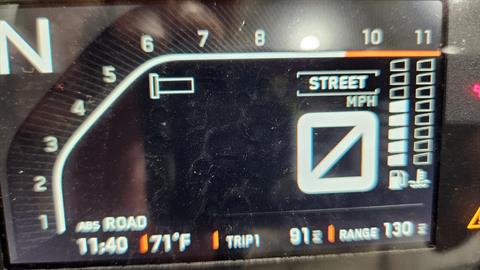 N
1 2 3 4 5 6 7 8 10 11
STREET
MPH
ABS ROAD
11:40 71°F TRIP1 91 RANGE 130